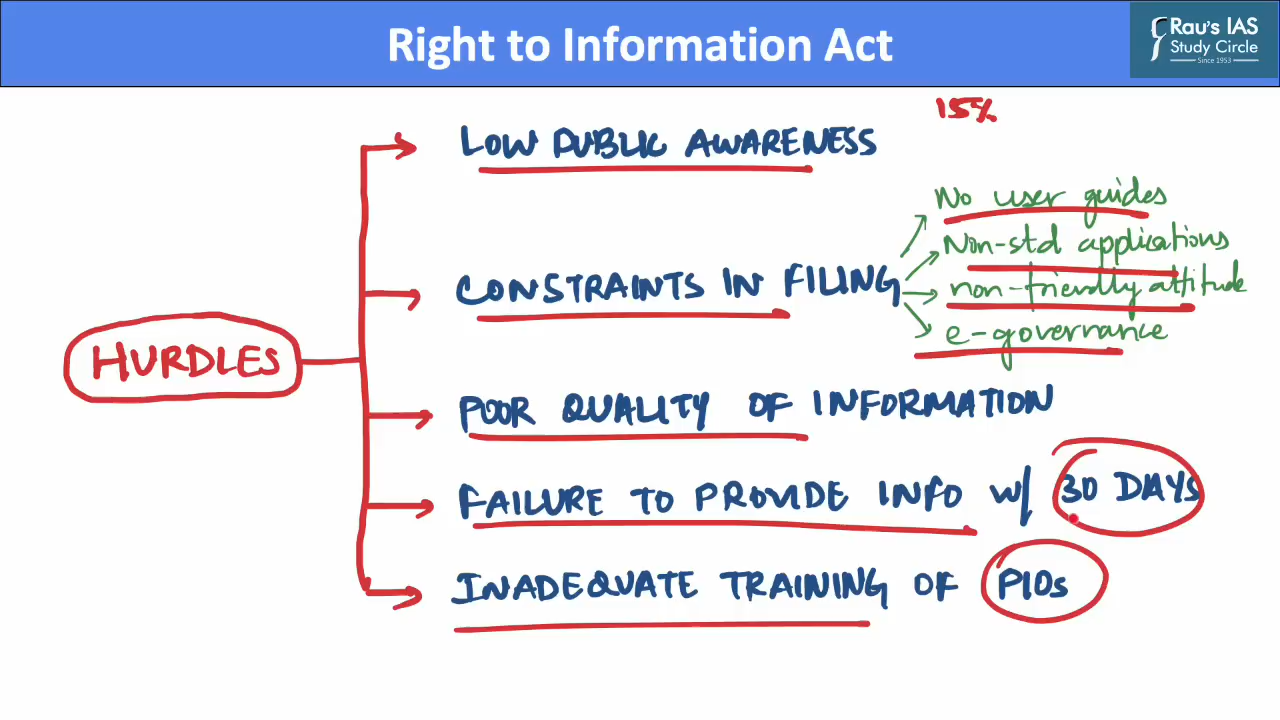 Right to Information Act
Rau's IAS
Study Circle
Since 1953
15%
LOW PUBLIC AWARENESS
No user guides
Non-std applications
CONSTRAINTS IN FILING
non-friendly attitude
e-governance
HURDLES
POOR QUALITY OF INFORMATION
FAILURE TO PROVIDE INFO w/ 30 DAYS
INADEQUATE TRAINING OF PIOs